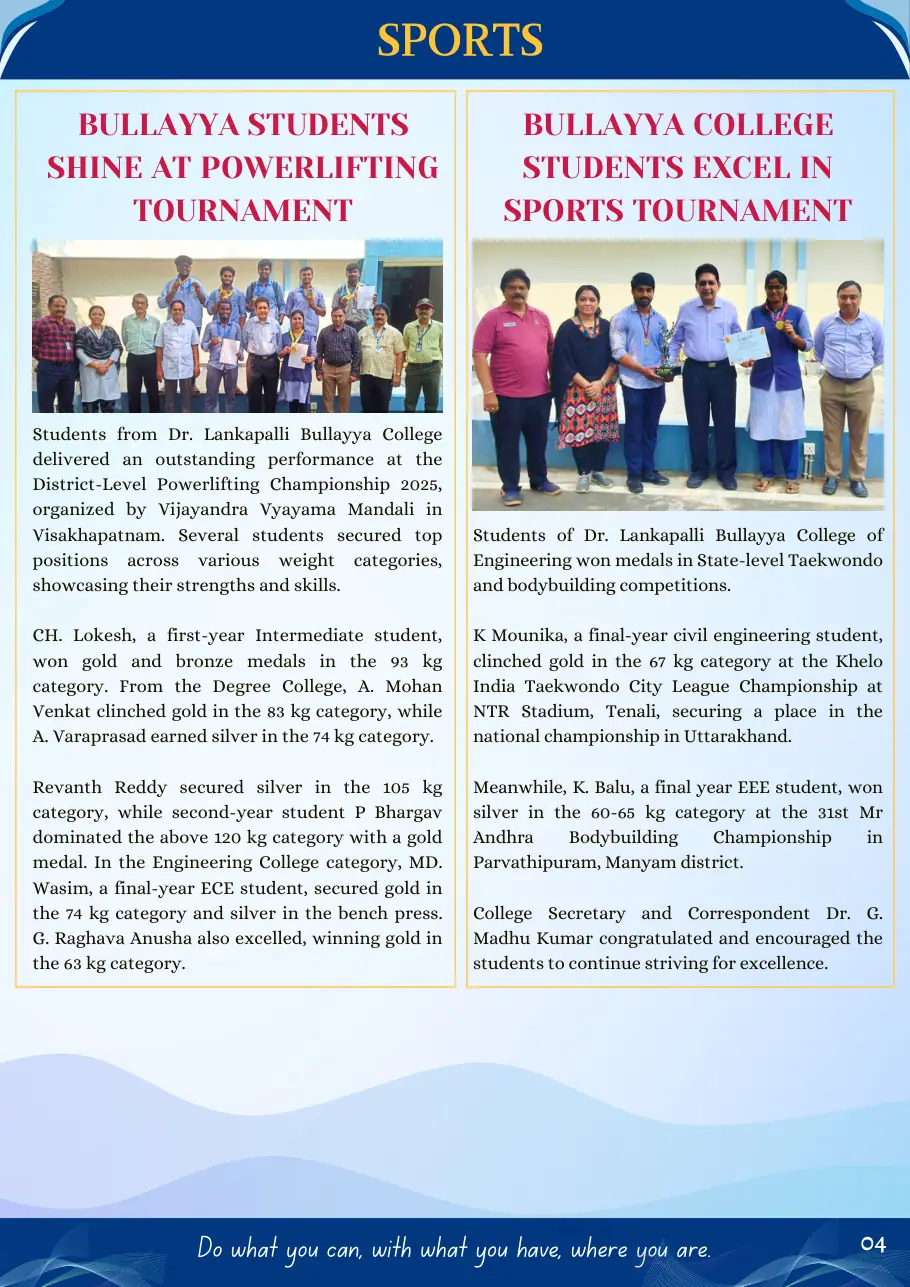 SPORTS
BULLAYYA STUDENTS
SHINE AT POWERLIFTING
TOURNAMENT
Students from Dr. Lankapalli Bullayya College
delivered an outstanding performance at the
District-Level Powerlifting Championship 2025,
organized by Vijayandra Vyayama Mandali in
Visakhapatnam. Several students secured top
positions across various weight categories,
showcasing their strengths and skills.
CH. Lokesh, a first-year Intermediate student,
won gold and bronze medals in the 93 kg
category. From the Degree College, A. Mohan
Venkat clinched gold in the 83 kg category, while
A. Varaprasad earned silver in the 74 kg category.
Revanth Reddy secured silver in the 105 kg
category, while second-year student P Bhargav
dominated the above 120 kg category with a gold
medal. In the Engineering College category, MD.
Wasim, a final-year ECE student, secured gold in
the 74 kg category and silver in the bench press.
G. Raghava Anusha also excelled, winning gold in
the 63 kg category.
BULLAYYA COLLEGE
STUDENTS EXCEL IN
SPORTS TOURNAMENT
Students of Dr. Lankapalli Bullayya College of
Engineering won medals in State-level Taekwondo
and bodybuilding competitions.
K Mounika, a final-year civil engineering student,
clinched gold in the 67 kg category at the Khelo
India Taekwondo City League Championship at
NTR Stadium, Tenali, securing a place in the
national championship in Uttarakhand.
Meanwhile, K. Balu, a final year EEE student, won
silver in the 60-65 kg category at the 31st Mr
Andhra Bodybuilding Championship in
Parvathipuram, Manyam district.
College Secretary and Correspondent Dr. G.
Madhu Kumar congratulated and encouraged the
students to continue striving for excellence.
Do what you can, with what you have, where you are.
04